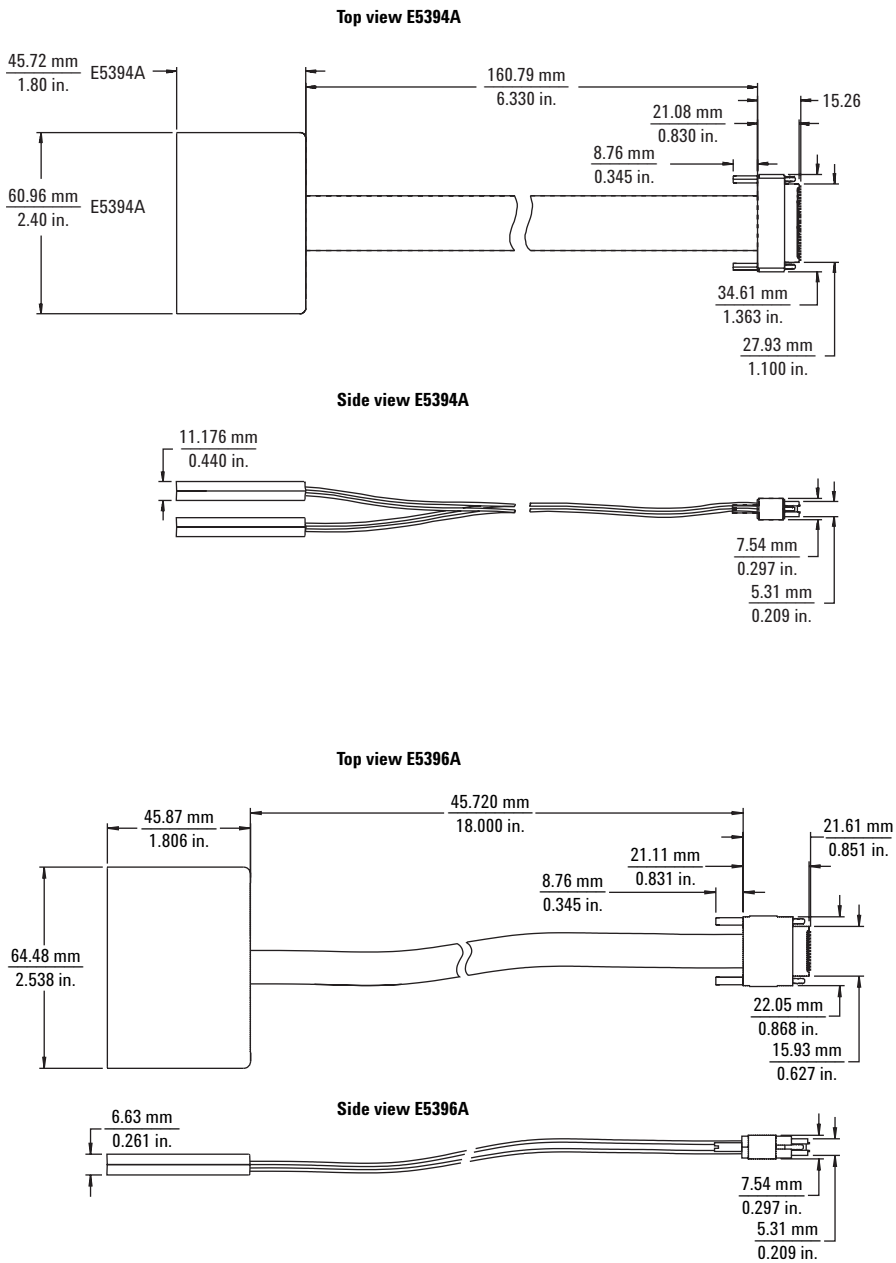 Top view E5394A
45.72 mm
1.80 in.
E5394A
160.79 mm
6.330 in.
15.26
21.08 mm
0.830 in.
8.76 mm
0.345 in.
60.96 mm
2.40 in.
E5394A
34.61 mm
1.363 in.
27.93 mm
1.100 in.
Side view E5394A
11.176 mm
0.440 in.
7.54 mm
0.297 in.
5.31 mm
0.209 in.
Top view E5396A
45.87 mm
1.806 in.
45.720 mm
18.000 in.
21.61 mm
0.851 in.
21.11 mm
0.831 in.
8.76 mm
0.345 in.
64.48 mm
2.538 in.
22.05 mm
0.868 in.
15.93 mm
0.627 in.
Side view E5396A
6.63 mm
0.261 in.
7.54 mm
0.297 in.
5.31 mm
0.209 in.